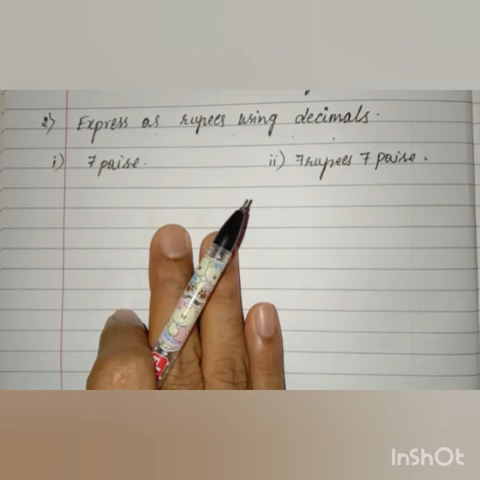 2) Express as rupees using decimals.
i) 7 paise. ii) 7 rupees 7 paise.
InShOt